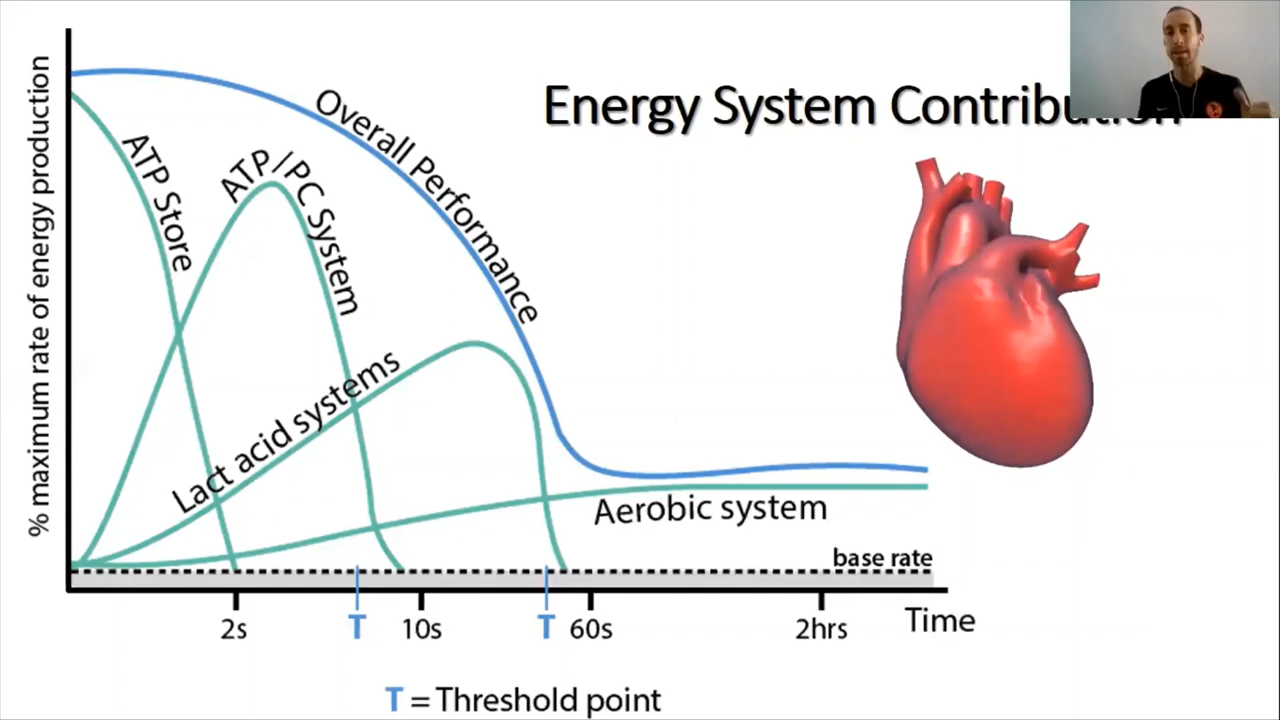 Energy System Contribution
% maximum rate of energy production
ATP Store
ATP/PC System
Overall Performance
Lact acid systems
Aerobic system
base rate
2s
T
10s
T
60s
2hrs
Time
T = Threshold point